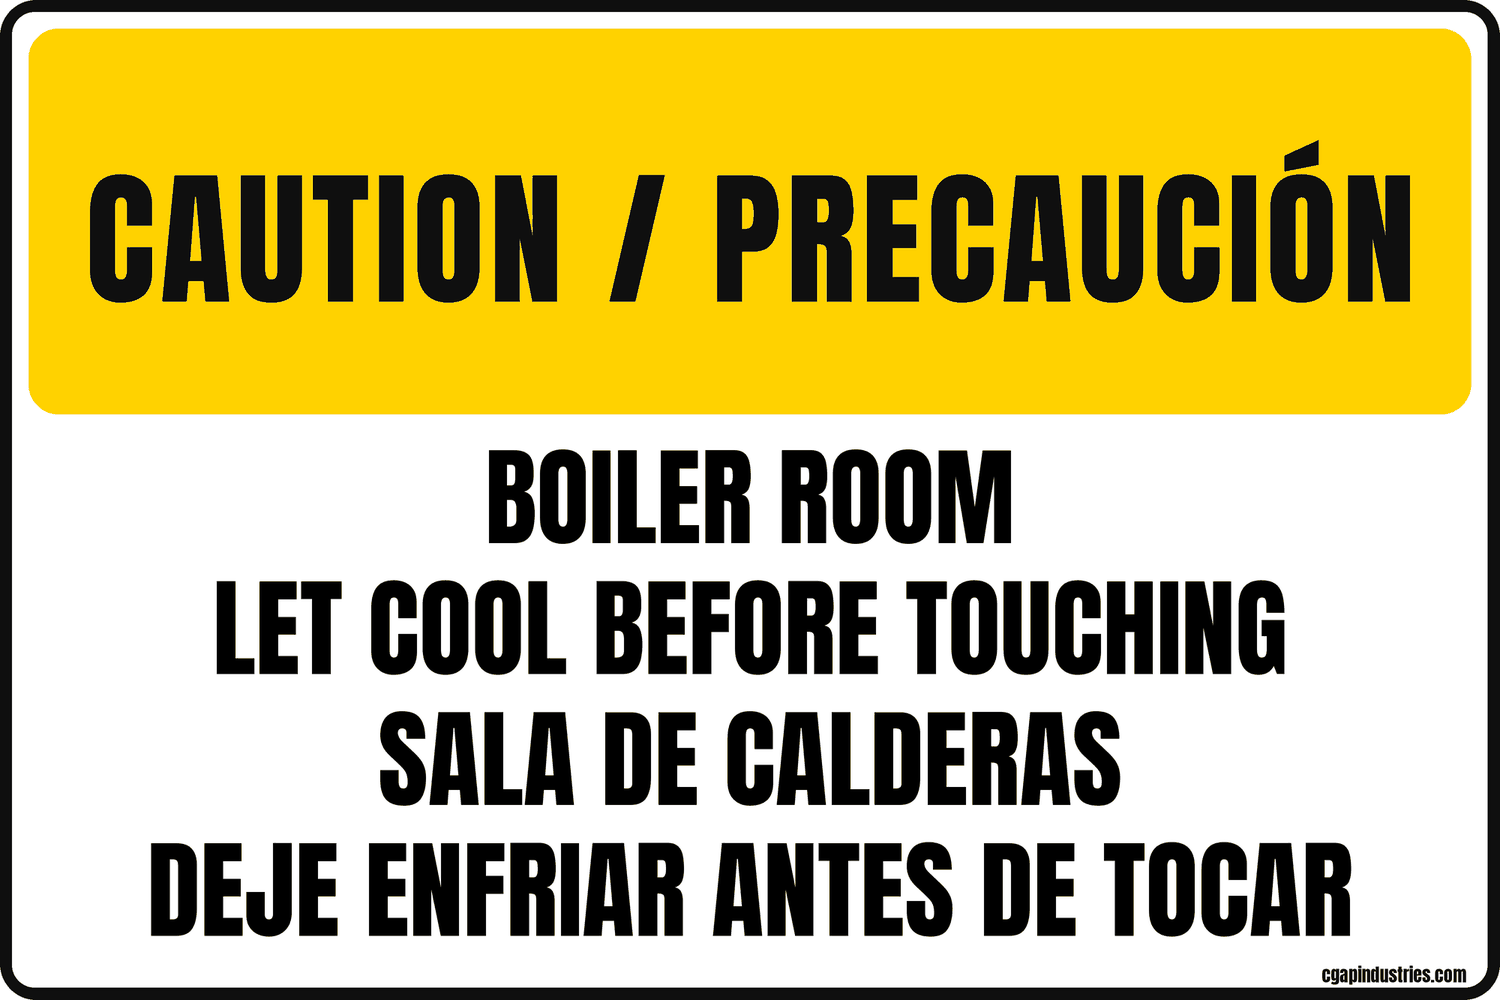 CAUTION / PRECAUCIÓN
BOILER ROOM
LET COOL BEFORE TOUCHING
SALA DE CALDERAS
DEJE ENFRIAR ANTES DE TOCAR
cgapindustries.com